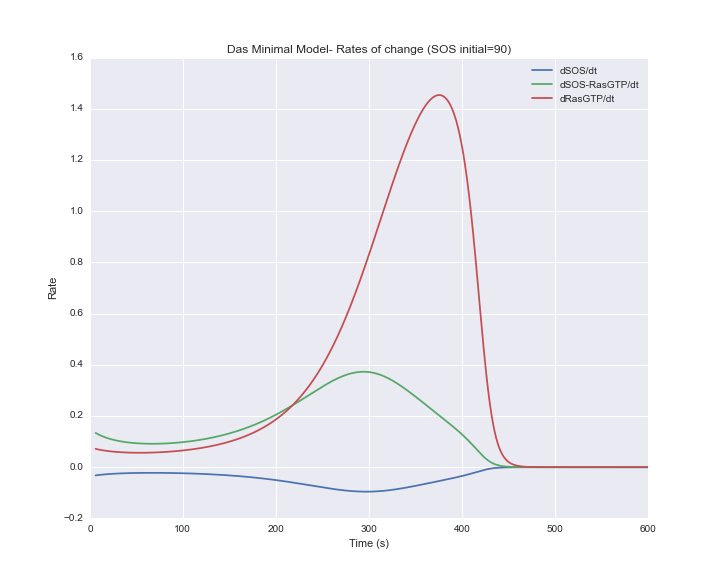 Das Minimal Model- Rates of change (SOS initial=90)
1.6
1.4
1.2
1.0
0.8
0.6
0.4
0.2
0.0
−0.2
Rate
dSOS/dt
dSOS-RasGTP/dt
dRasGTP/dt
0 100 200 300 400 500 600
Time (s)